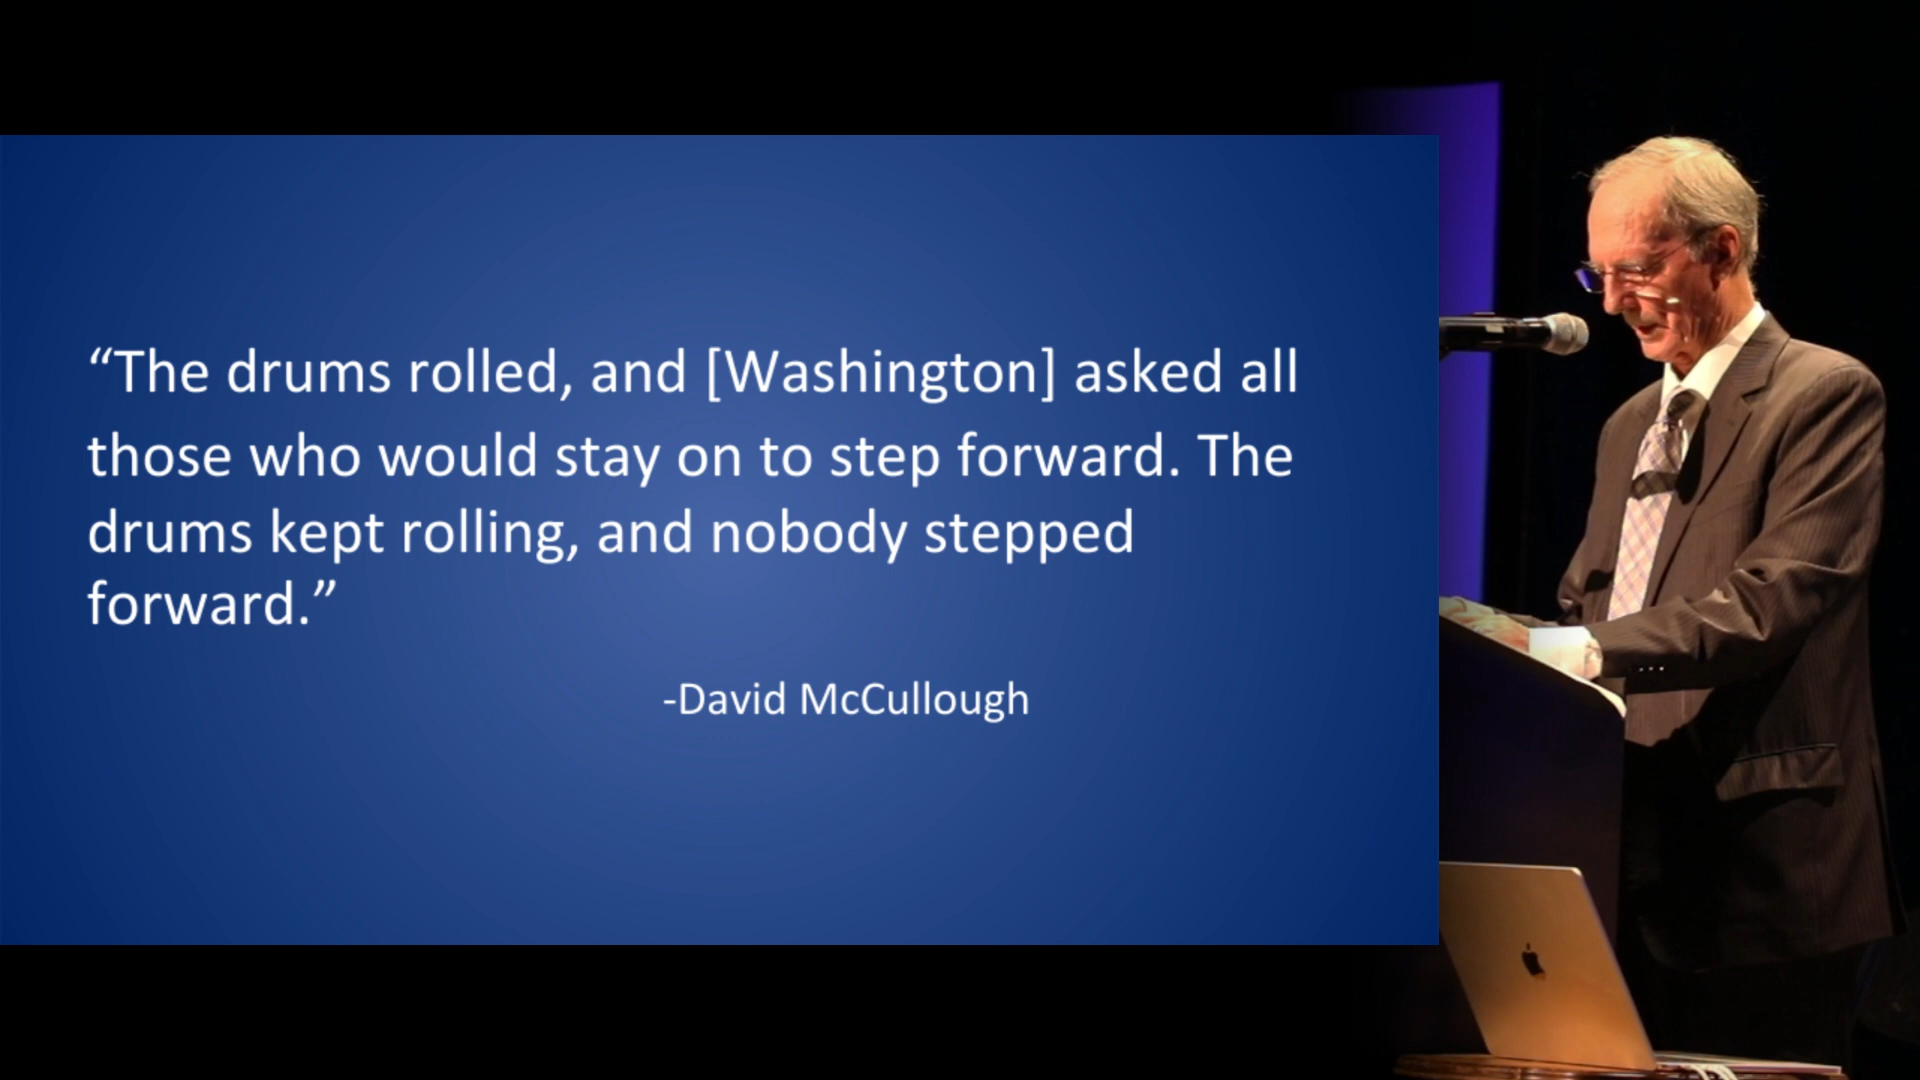 “The drums rolled, and [Washington] asked all
those who would stay on to step forward. The
drums kept rolling, and nobody stepped
forward.”
-David McCullough